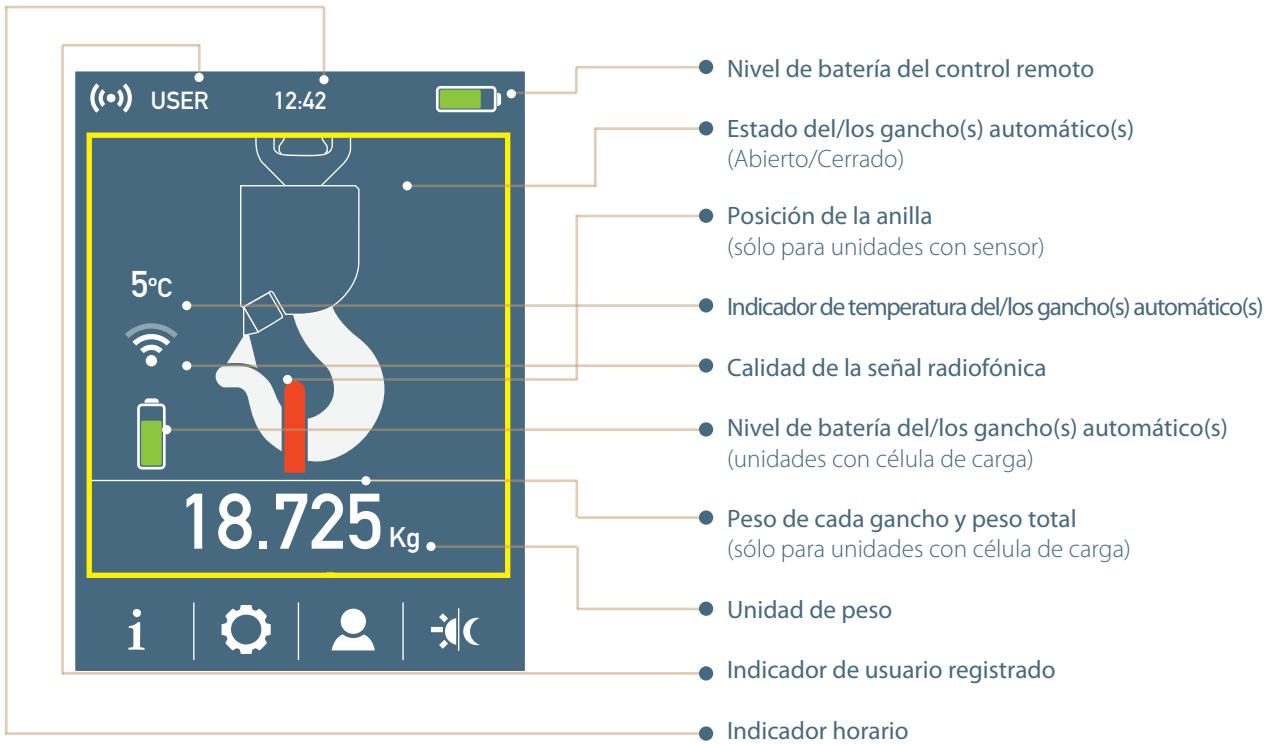 USER 12:42
5ºC
18.725 Kg
i
Nivel de batería del control remoto
Estado del/los gancho(s) automático(s)
(Abierto/Cerrado)
Posición de la anilla
(sólo para unidades con sensor)
Indicador de temperatura del/los gancho(s) automático(s)
Calidad de la señal radiofónica
Nivel de batería del/los gancho(s) automático(s)
(unidades con célula de carga)
Peso de cada gancho y peso total
(sólo para unidades con célula de carga)
Unidad de peso
Indicador de usuario registrado
Indicador horario